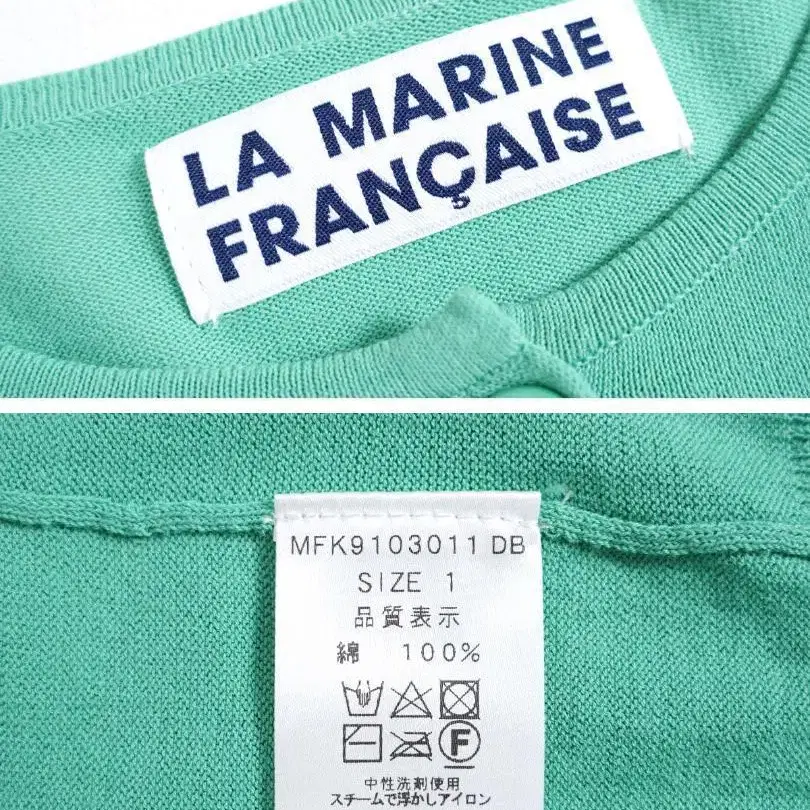 LA MARINE
FRANÇAISE
MFK9103011 DB
SIZE 1
品質表示
綿 100%
F
中性洗剤使用
スチームで浮かしアイロン